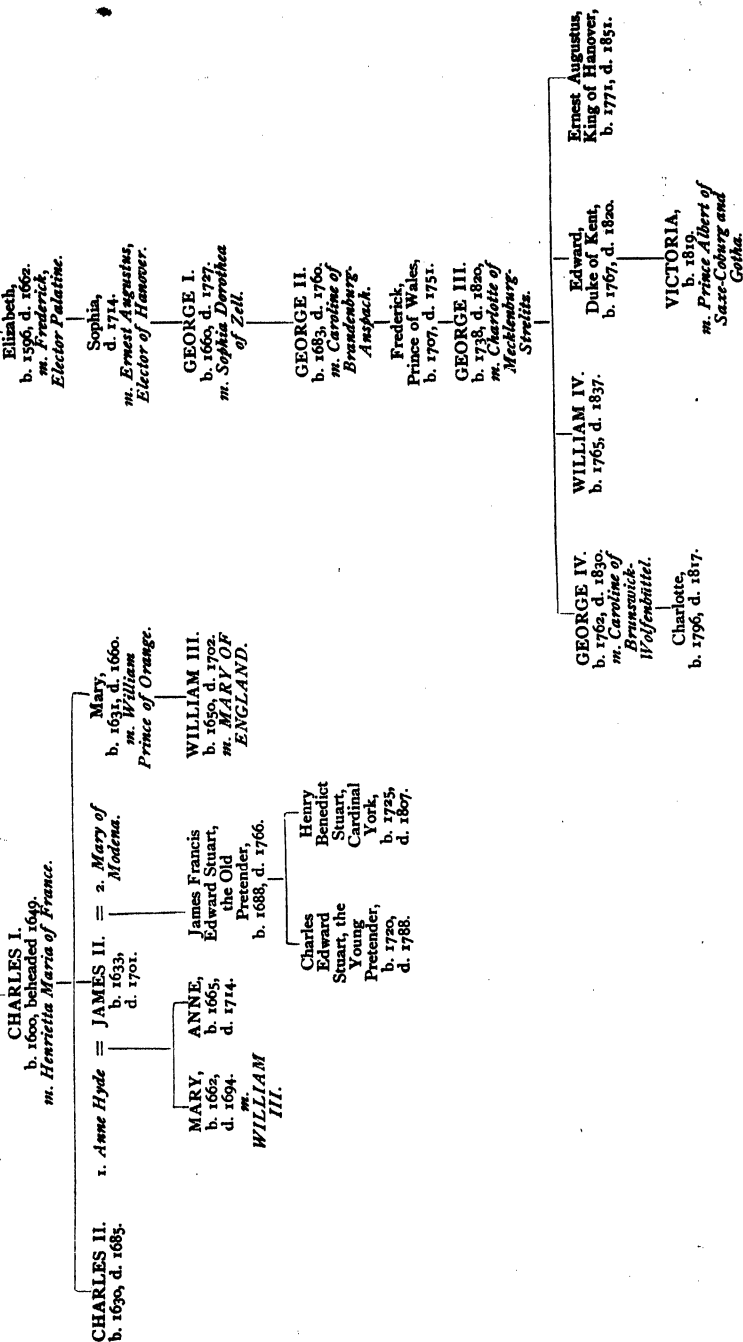 CHARLES I.
b. 1600, beheaded 1649.
m. Henrietta Maria of France.
CHARLES II.
b. 1630, d. 1685.
1. Anne Hyde = JAMES II. = 2. Mary of
Modena.
b. 1633,
d. 1701.
Mary,
b. 1631, d. 1660.
m. William
Prince of Orange.
MARY,
b. 1662,
d. 1694.
m.
WILLIAM
III.
ANNE,
b. 1665,
d. 1714.
James Francis
Edward Stuart,
the Old
Pretender,
b. 1688, d. 1766.
WILLIAM III.
b. 1650, d. 1702.
m. MARY OF
ENGLAND.
Charles
Edward
Stuart, the
Young
Pretender,
b. 1720,
d. 1788.
Henry
Benedict
Stuart,
Cardinal
York,
b. 1725,
d. 1807.
Elizabeth,
b. 1596, d. 1662.
m. Frederick,
Elector Palatine.
Sophia,
d. 1714.
m. Ernest Augustus,
Elector of Hanover.
GEORGE I.
b. 1660, d. 1727.
m. Sophia Dorothea
of Zell.
GEORGE II.
b. 1683, d. 1760.
m. Caroline of
Brandenburg-
Anspack.
Frederick,
Prince of Wales,
b. 1707, d. 1751.
GEORGE III.
b. 1738, d. 1820,
m. Charlotte of
Mecklenburg-
Strelitz.
GEORGE IV.
b. 1762, d. 1830.
m. Caroline of
Brunswick-
Wolfenbüttel.
Charlotte,
b. 1796, d. 1817.
WILLIAM IV.
b. 1765, d. 1837.
Edward,
Duke of Kent,
b. 1767, d. 1820.
VICTORIA,
b. 1819.
m. Prince Albert of
Saxe-Coburg and
Gotha.
Ernest Augustus,
King of Hanover,
b. 1771, d. 1851.